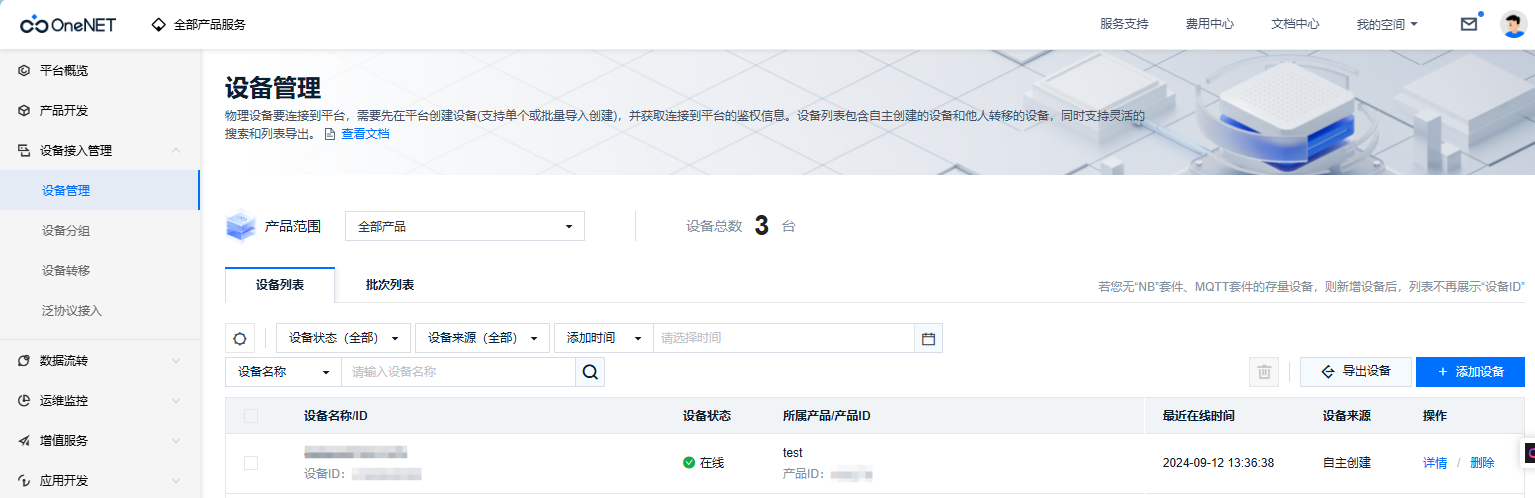 OneNET 全部产品服务 服务支持 费用中心 文档中心 我的空间
平台概览
产品开发
设备接入管理
设备管理
设备分组
设备转移
泛协议接入
数据流转
运维监控
增值服务
应用开发
设备管理
物理设备要连接到平台，需要先在平台创建设备(支持单个或批量导入创建)，并获取连接到平台的鉴权信息。设备列表包含自主创建的设备和他人转移的设备，同时支持灵活的
搜索和列表导出。 查看文档
产品范围 全部产品 设备总数 3 台
设备列表 批次列表 若您无“NB”套件、MQTT套件的存量设备，则新增设备后，列表不再展示“设备ID”
设备状态（全部） 设备来源（全部） 添加时间 请选择时间
设备名称 请输入设备名称 导出设备 + 添加设备
设备名称/ID 设备状态 所属产品/产品ID 最近在线时间 设备来源 操作
在线 test 2024-09-12 13:36:38 自主创建 详情 / 删除
设备ID： 产品ID：